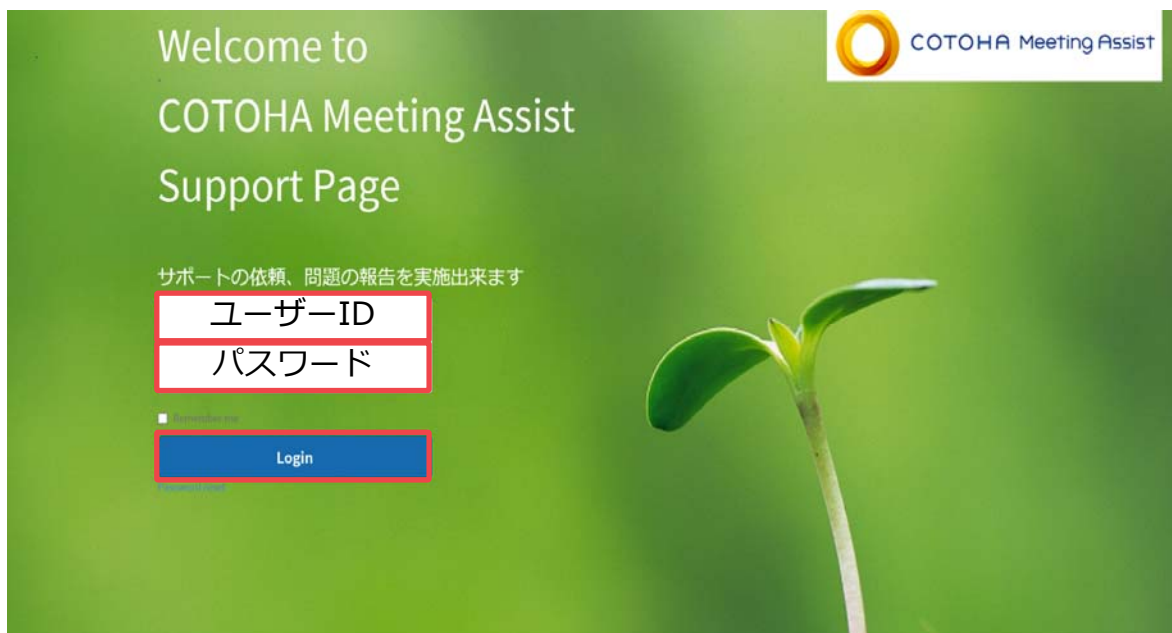 Welcome to
COTOHA Meeting Assist
COTOHA Meeting Assist
Support Page
サポートの依頼、問題の報告を実施出来ます
ユーザーID
パスワード
Remember me
Login